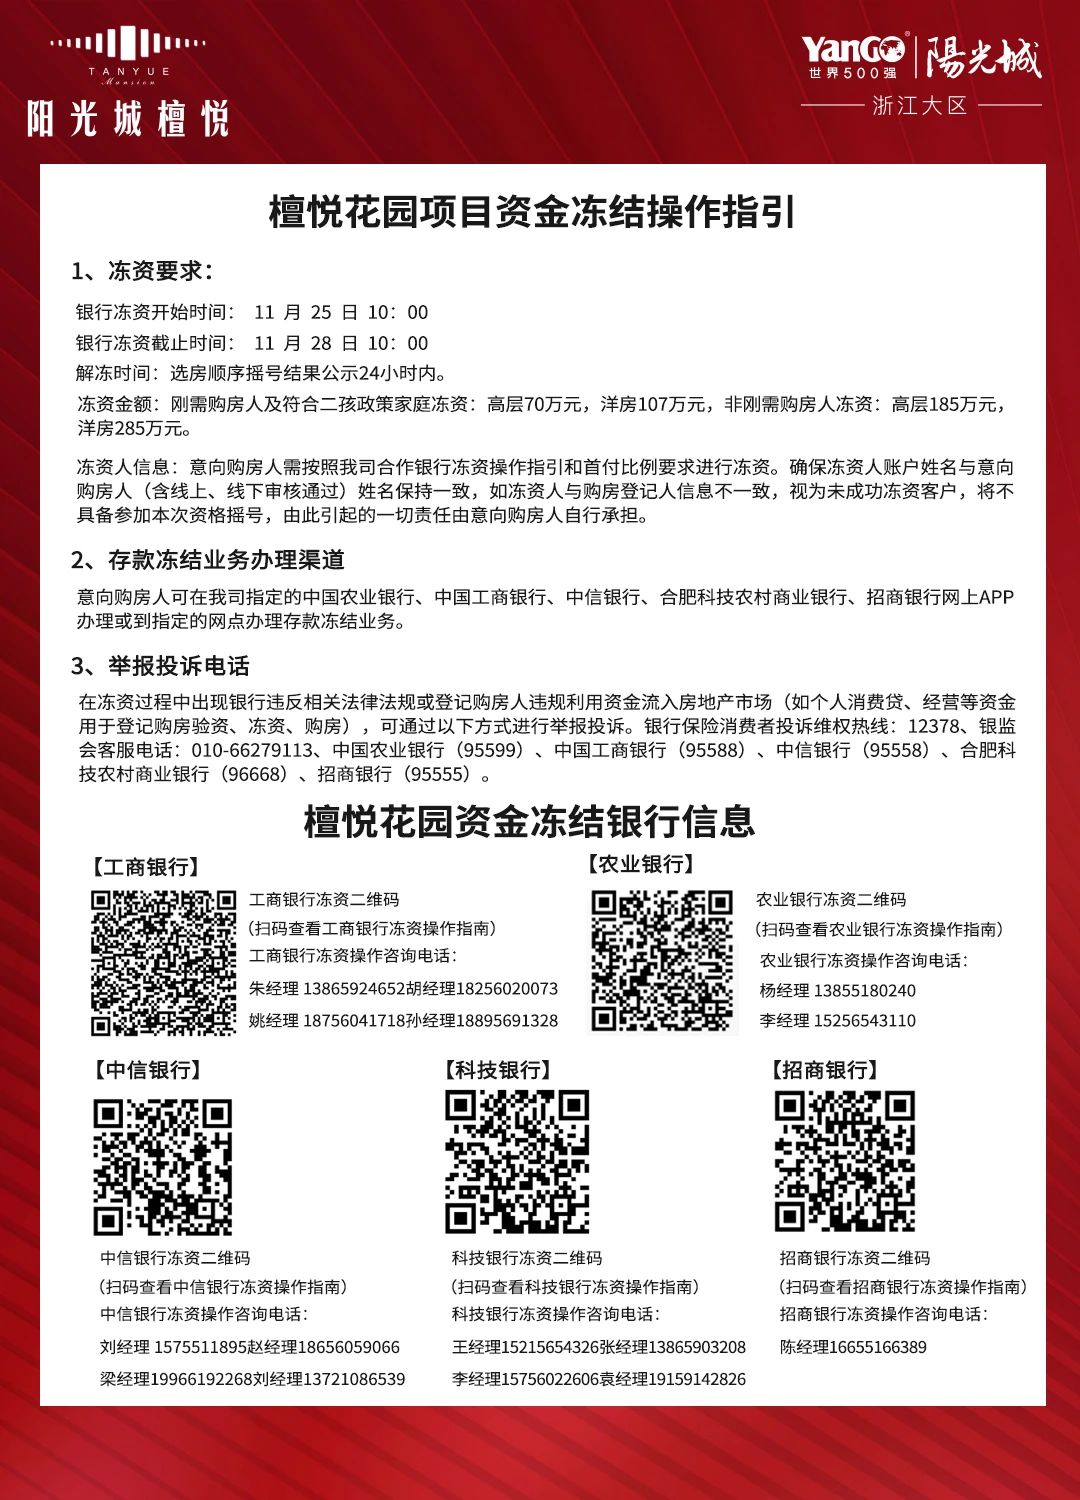 TANYUE
Mansion
阳光城檀悦
YanGO®
世界500强
陽光城
浙江大区
檀悦花园项目资金冻结操作指引
1、冻资要求：
银行冻资开始时间： 11 月 25 日 10：00
银行冻资截止时间： 11 月 28 日 10：00
解冻时间：选房顺序摇号结果公示24小时内。
冻资金额：刚需购房人及符合二孩政策家庭冻资：高层70万元，洋房107万元，非刚需购房人冻资：高层185万元，
洋房285万元。
冻资人信息：意向购房人需按照我司合作银行冻资操作指引和首付比例要求进行冻资。确保冻资人账户姓名与意向
购房人（含线上、线下审核通过）姓名保持一致，如冻资人与购房登记人信息不一致，视为未成功冻资客户，将不
具备参加本次资格摇号，由此引起的一切责任由意向购房人自行承担。
2、存款冻结业务办理渠道
意向购房人可在我司指定的中国农业银行、中国工商银行、中信银行、合肥科技农村商业银行、招商银行网上APP
办理或到指定的网点办理存款冻结业务。
3、举报投诉电话
在冻资过程中出现银行违反相关法律法规或登记购房人违规利用资金流入房地产市场（如个人消费贷、经营等资金
用于登记购房验资、冻资、购房），可通过以下方式进行举报投诉。银行保险消费者投诉维权热线：12378、银监
会客服电话：010-66279113、中国农业银行（95599）、中国工商银行（95588）、中信银行（95558）、合肥科
技农村商业银行（96668）、招商银行（95555）。
檀悦花园资金冻结银行信息
【工商银行】
工商银行冻资二维码
（扫码查看工商银行冻资操作指南）
工商银行冻资操作咨询电话：
朱经理 13865924652胡经理18256020073
姚经理 18756041718孙经理18895691328
【农业银行】
农业银行冻资二维码
（扫码查看农业银行冻资操作指南）
农业银行冻资操作咨询电话：
杨经理 13855180240
李经理 15256543110
【中信银行】
中信银行冻资二维码
（扫码查看中信银行冻资操作指南）
中信银行冻资操作咨询电话：
刘经理 1575511895赵经理18656059066
梁经理19966192268刘经理13721086539
【科技银行】
科技银行冻资二维码
（扫码查看科技银行冻资操作指南）
科技银行冻资操作咨询电话：
王经理15215654326张经理13865903208
李经理15756022606袁经理19159142826
【招商银行】
招商银行冻资二维码
（扫码查看招商银行冻资操作指南）
招商银行冻资操作咨询电话：
陈经理16655166389